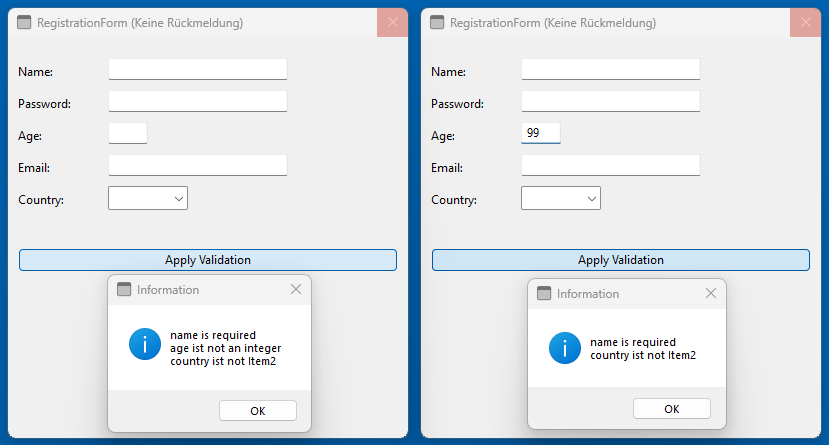 RegistrationForm (Keine Rückmeldung)
Name:
Password:
Age:
Email:
Country:
Apply Validation
Information
name is required
age ist not an integer
country ist not Item2
OK
RegistrationForm (Keine Rückmeldung)
Name:
Password:
Age:
99
Email:
Country:
Apply Validation
Information
name is required
country ist not Item2
OK